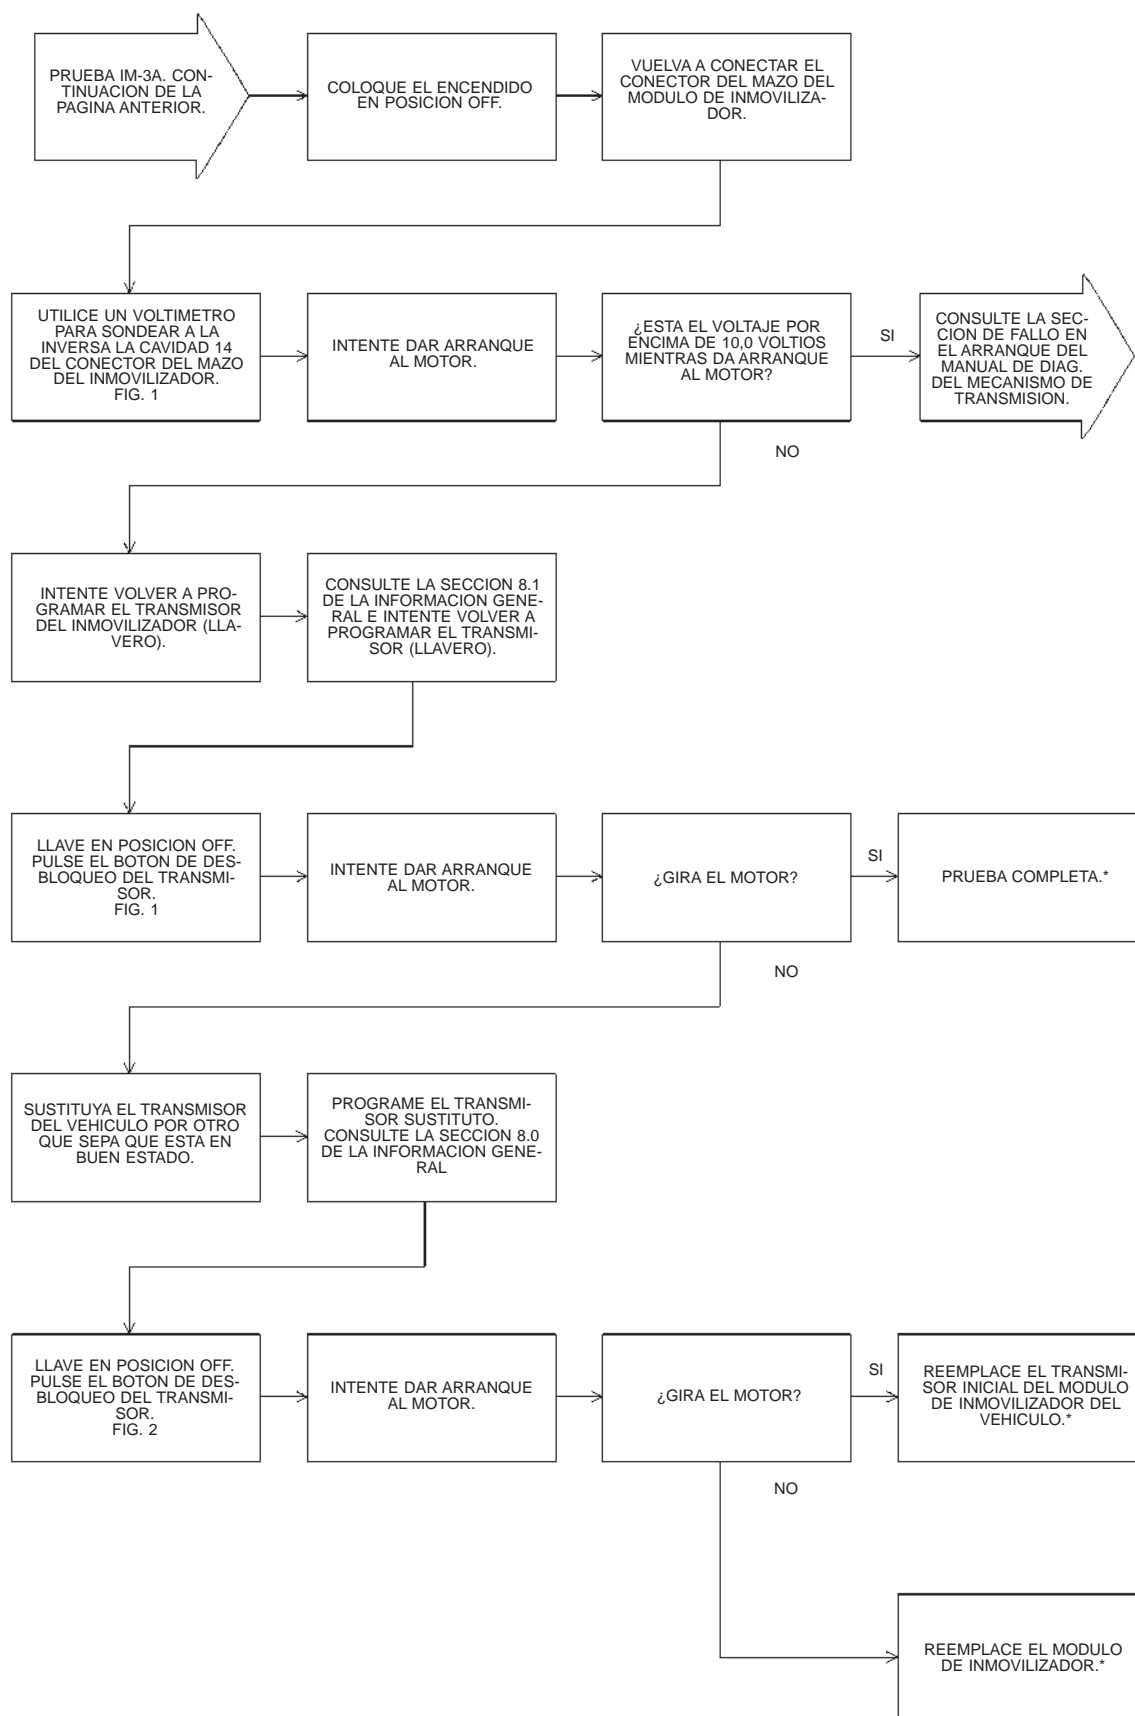 PRUEBA IM-3A. CON-
TINUACION DE LA
PAGINA ANTERIOR.
COLOQUE EL ENCENDIDO
EN POSICION OFF.
VUELVA A CONECTAR EL
CONECTOR DEL MAZO DEL
MODULO DE INMOVILIZA-
DOR.
UTILICE UN VOLTIMETRO
PARA SONDEAR A LA
INVERSA LA CAVIDAD 14
DEL CONECTOR DEL MAZO
DEL INMOVILIZADOR.
FIG. 1
INTENTE DAR ARRANQUE
AL MOTOR.
¿ESTA EL VOLTAJE POR
ENCIMA DE 10,0 VOLTIOS
MIENTRAS DA ARRANQUE
AL MOTOR?
SI
CONSULTE LA SEC-
CION DE FALLO EN
EL ARRANQUE DEL
MANUAL DE DIAG.
DEL MECANISMO DE
TRANSMISION.
NO
INTENTE VOLVER A PRO-
GRAMAR EL TRANSMISOR
DEL INMOVILIZADOR (LLA-
VERO).
CONSULTE LA SECCION 8.1
DE LA INFORMACION GENE-
RAL E INTENTE VOLVER A
PROGRAMAR EL TRANSMI-
SOR (LLAVERO).
LLAVE EN POSICION OFF.
PULSE EL BOTON DE DES-
BLOQUEO DEL TRANSMI-
SOR.
FIG. 1
INTENTE DAR ARRANQUE
AL MOTOR.
¿GIRA EL MOTOR?
SI
PRUEBA COMPLETA.*
NO
SUSTITUYA EL TRANSMISOR
DEL VEHICULO POR OTRO
QUE SEPA QUE ESTA EN
BUEN ESTADO.
PROGRAME EL TRANSMI-
SOR SUSTITUTO.
CONSULTE LA SECCION 8.0
DE LA INFORMACION GENE-
RAL
LLAVE EN POSICION OFF.
PULSE EL BOTON DE DES-
BLOQUEO DEL TRANSMI-
SOR.
FIG. 2
INTENTE DAR ARRANQUE
AL MOTOR.
¿GIRA EL MOTOR?
SI
REEMPLACE EL TRANSMI-
SOR INICIAL DEL MODULO
DE INMOVILIZADOR DEL
VEHICULO.*
NO
REEMPLACE EL MODULO
DE INMOVILIZADOR.*